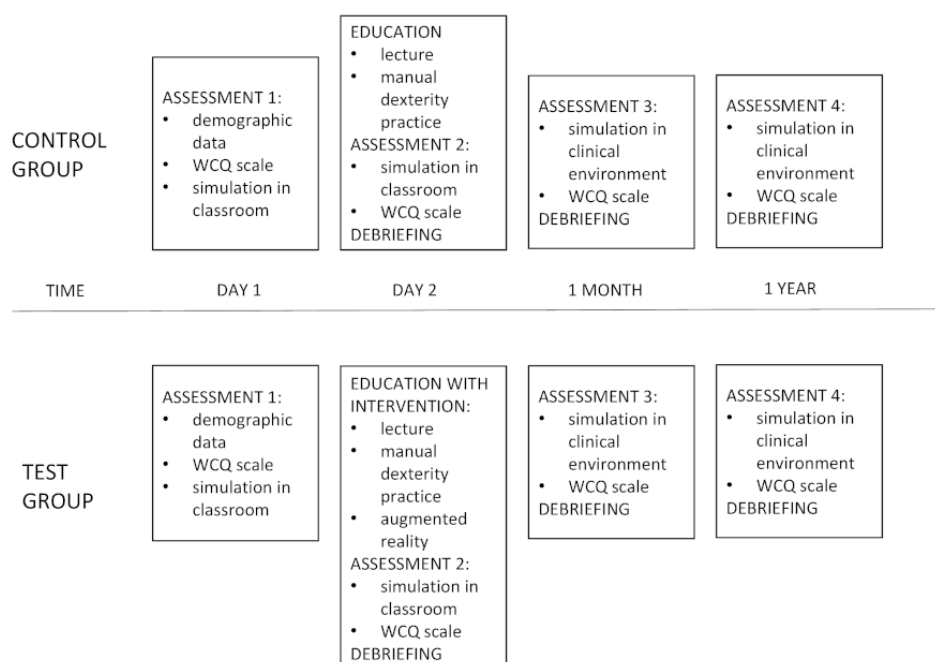 CONTROL
GROUP
ASSESSMENT 1:
• demographic
data
• WCQ scale
• simulation in
classroom
EDUCATION
• lecture
• manual
dexterity
practice
ASSESSMENT 2:
• simulation in
classroom
• WCQ scale
DEBRIEFING
ASSESSMENT 3:
• simulation in
clinical
environment
• WCQ scale
DEBRIEFING
ASSESSMENT 4:
• simulation in
clinical
environment
• WCQ scale
DEBRIEFING
TIME
DAY 1
DAY 2
1 MONTH
1 YEAR
TEST
GROUP
ASSESSMENT 1:
• demographic
data
• WCQ scale
• simulation in
classroom
EDUCATION WITH
INTERVENTION:
• lecture
• manual
dexterity
practice
• augmented
reality
ASSESSMENT 2:
• simulation in
classroom
• WCQ scale
DEBRIEFING
ASSESSMENT 3:
• simulation in
clinical
environment
• WCQ scale
DEBRIEFING
ASSESSMENT 4:
• simulation in
clinical
environment
• WCQ scale
DEBRIEFING